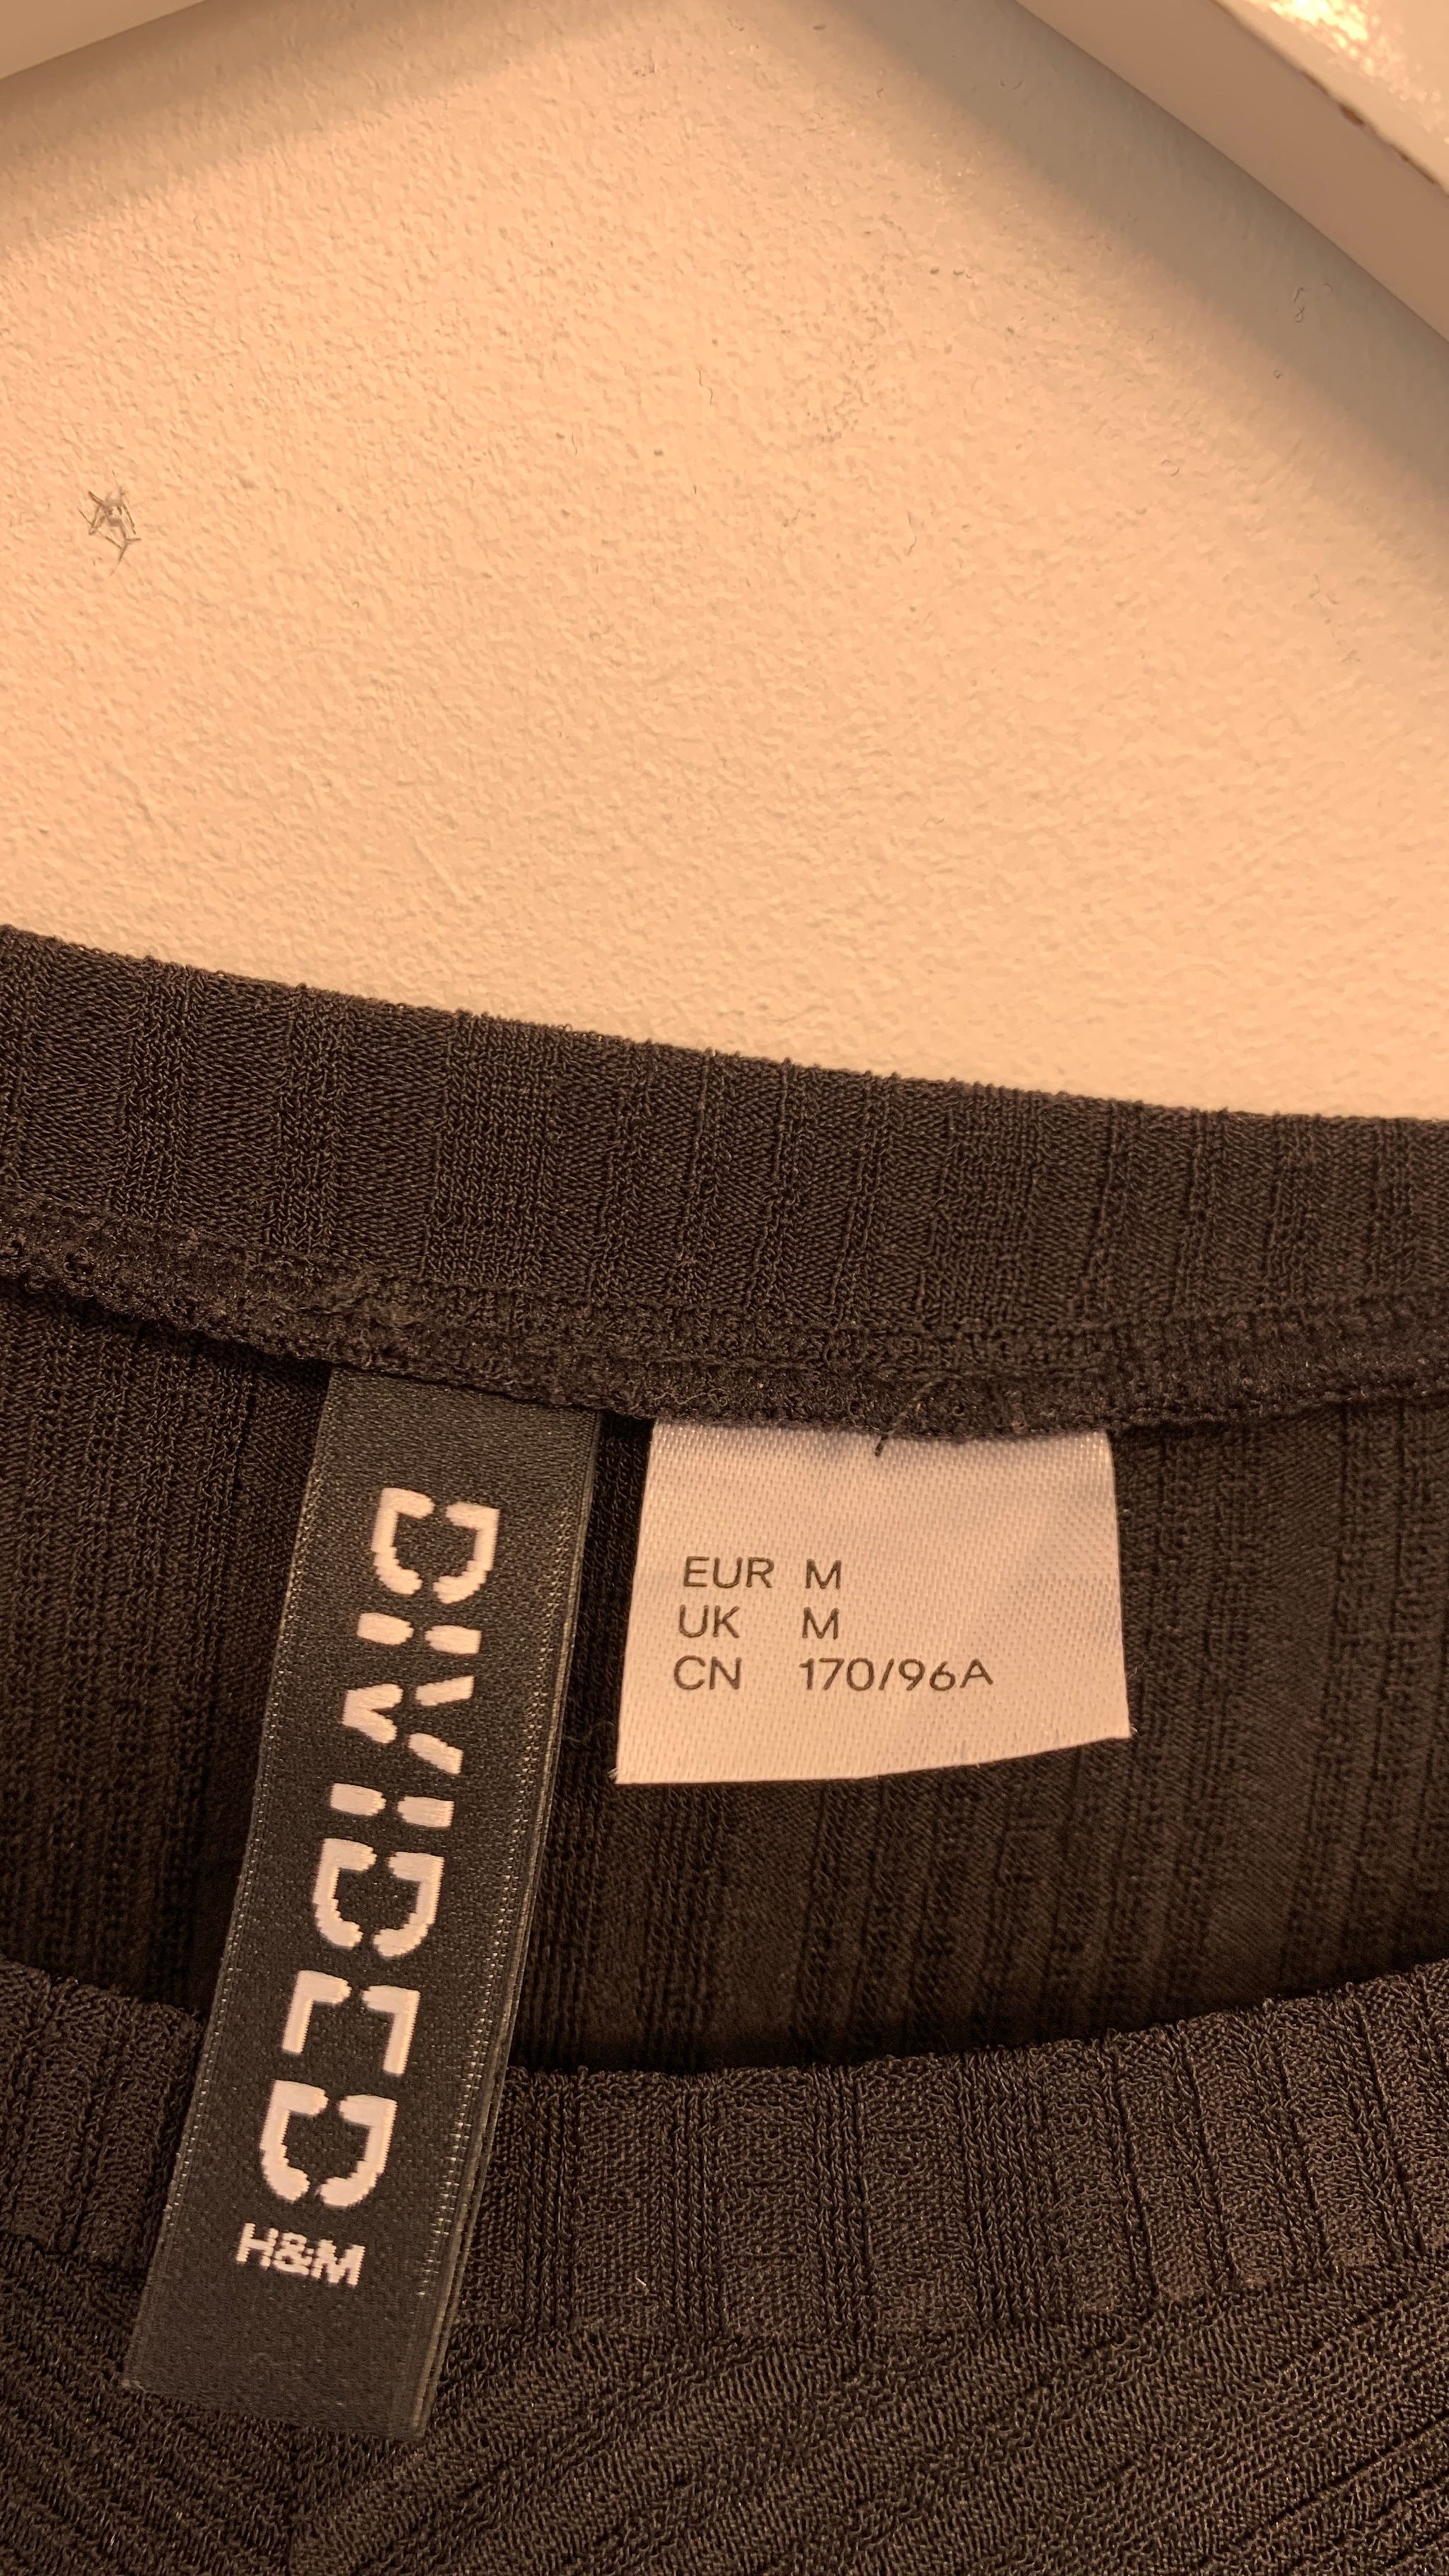 DIVIDED
H&M
EUR M
UK M
CN 170/96A